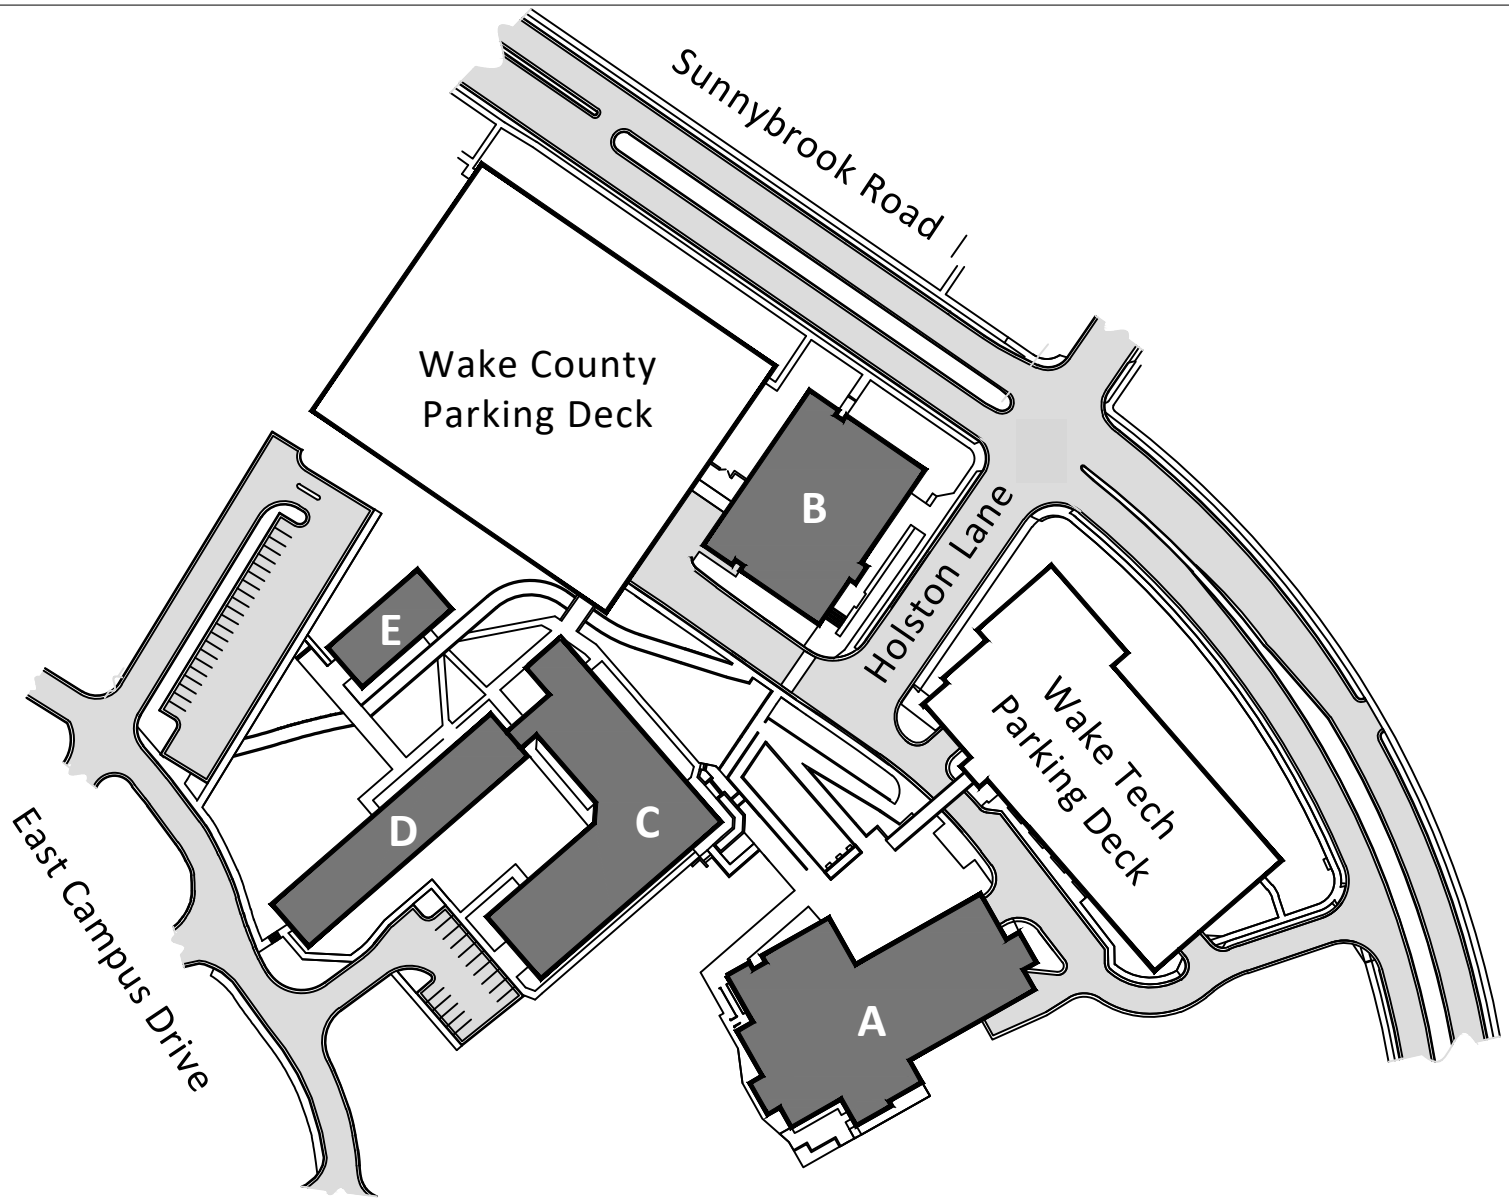 Sunnybrook Road
Wake County
Parking Deck
B
Holston Lane
E
Wake Tech
Parking Deck
D
C
East Campus Drive
A